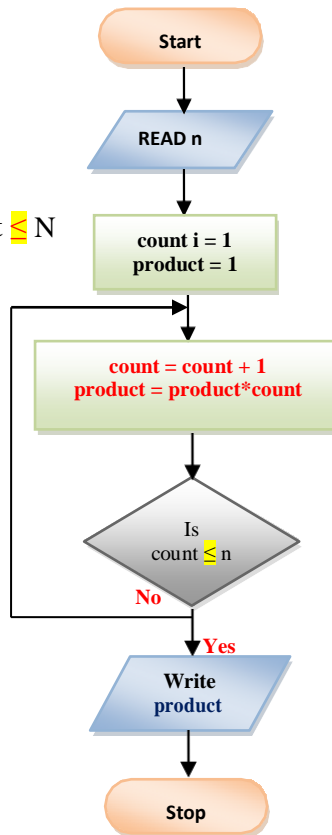 Start
READ n
t ≤ N
count i = 1
product = 1
count = count + 1
product = product*count
Is
count ≤ n
No
Yes
Write
product
Stop